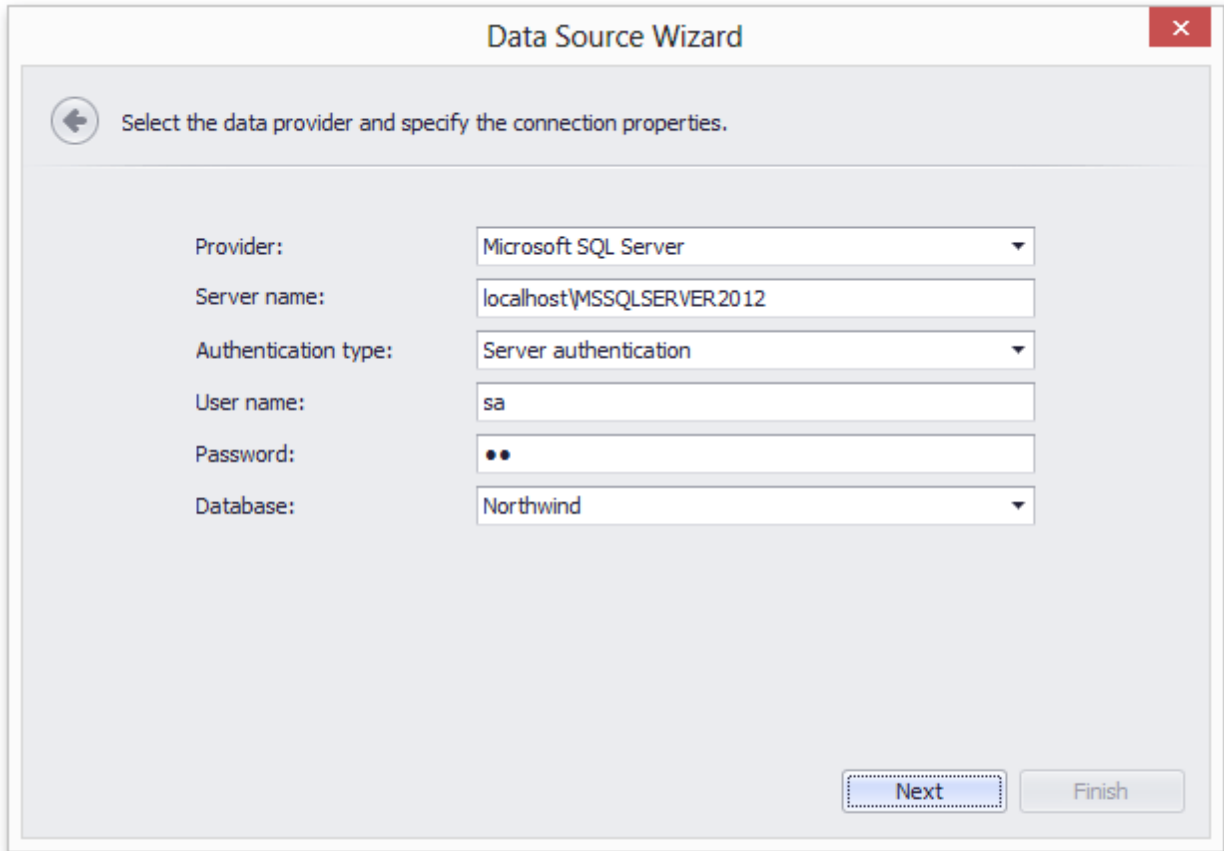 Data Source Wizard
Select the data provider and specify the connection properties.
Provider: Microsoft SQL Server
Server name: localhost\MSSQLSERVER2012
Authentication type: Server authentication
User name: sa
Password: ●●
Database: Northwind
Next Finish